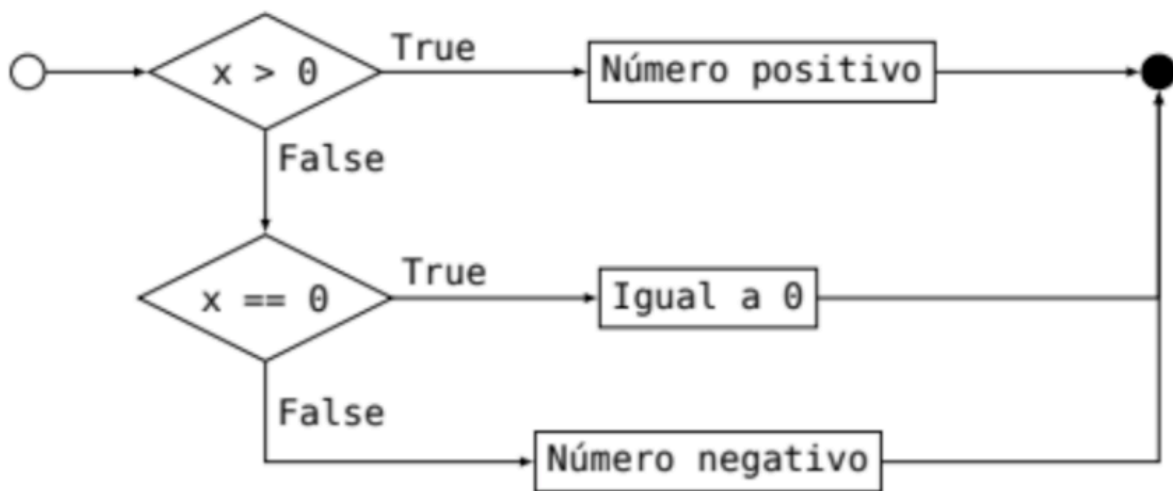 True
x > 0
Número positivo
False
True
x == 0
Igual a 0
False
Número negativo